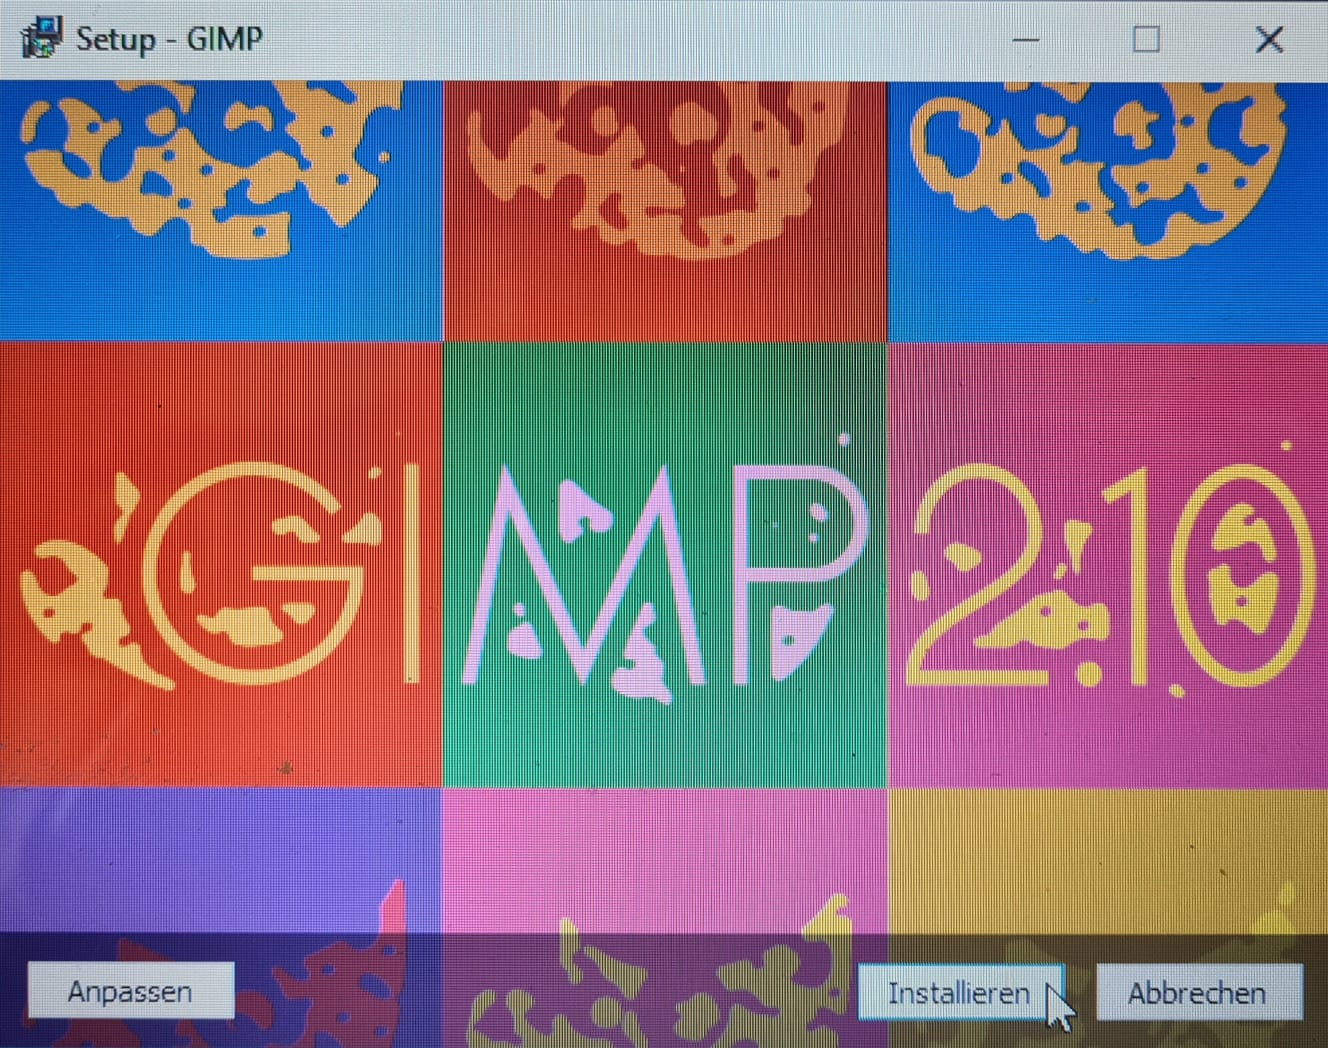 Setup - GIMP
GIMP 2.10
Anpassen
Installieren
Abbrechen